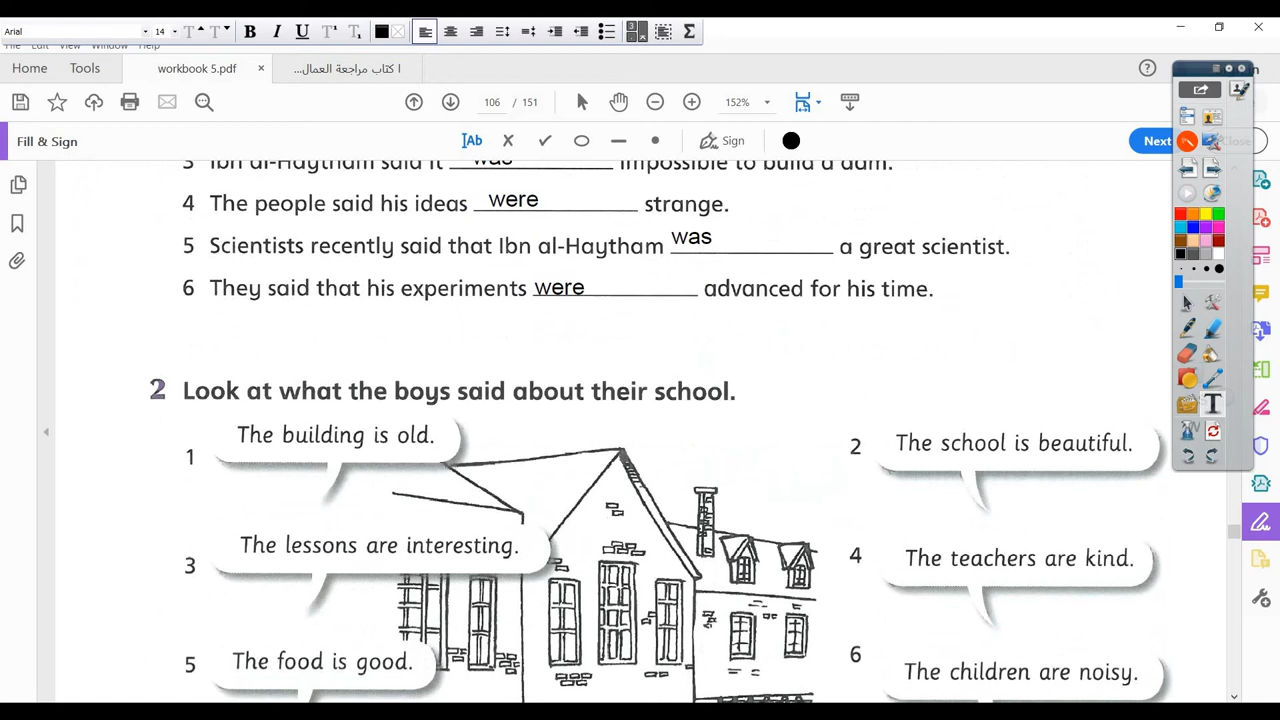 Arial 14 B I U
File Edit View Window Help
Home Tools workbook 5.pdf × ا كتاب مراجعة العمال...
106 / 151 152%
Fill & Sign Ab Sign Next Close
3 Ibn al-Haytham said it was impossible to build a dam.
4 The people said his ideas were strange.
5 Scientists recently said that Ibn al-Haytham was a great scientist.
6 They said that his experiments were advanced for his time.
2 Look at what the boys said about their school.
1 The building is old.
2 The school is beautiful.
3 The lessons are interesting.
4 The teachers are kind.
5 The food is good.
6 The children are noisy.